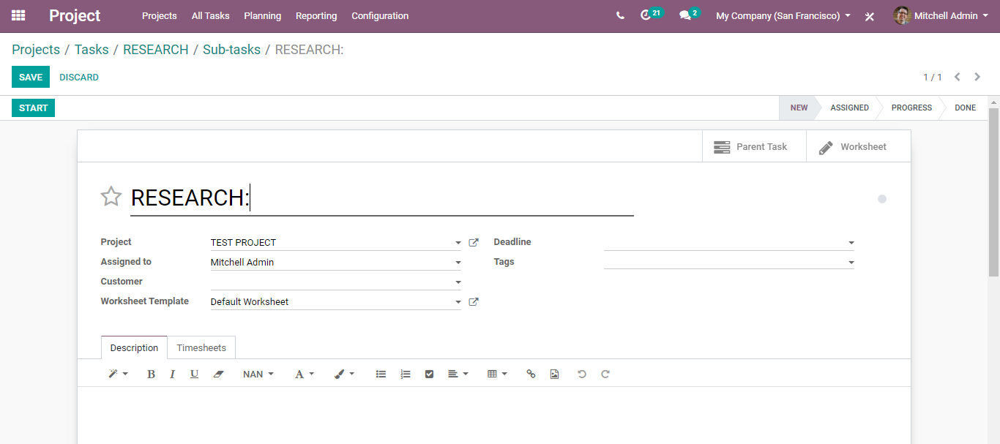 Project Projects All Tasks Planning Reporting Configuration 21 2 My Company (San Francisco) Mitchell Admin
Projects / Tasks / RESEARCH / Sub-tasks / RESEARCH:
SAVE DISCARD 1 / 1
START NEW ASSIGNED PROGRESS DONE
Parent Task Worksheet
RESEARCH:
Project TEST PROJECT Deadline
Assigned to Mitchell Admin Tags
Customer
Worksheet Template Default Worksheet
Description Timesheets
B I U NAN A